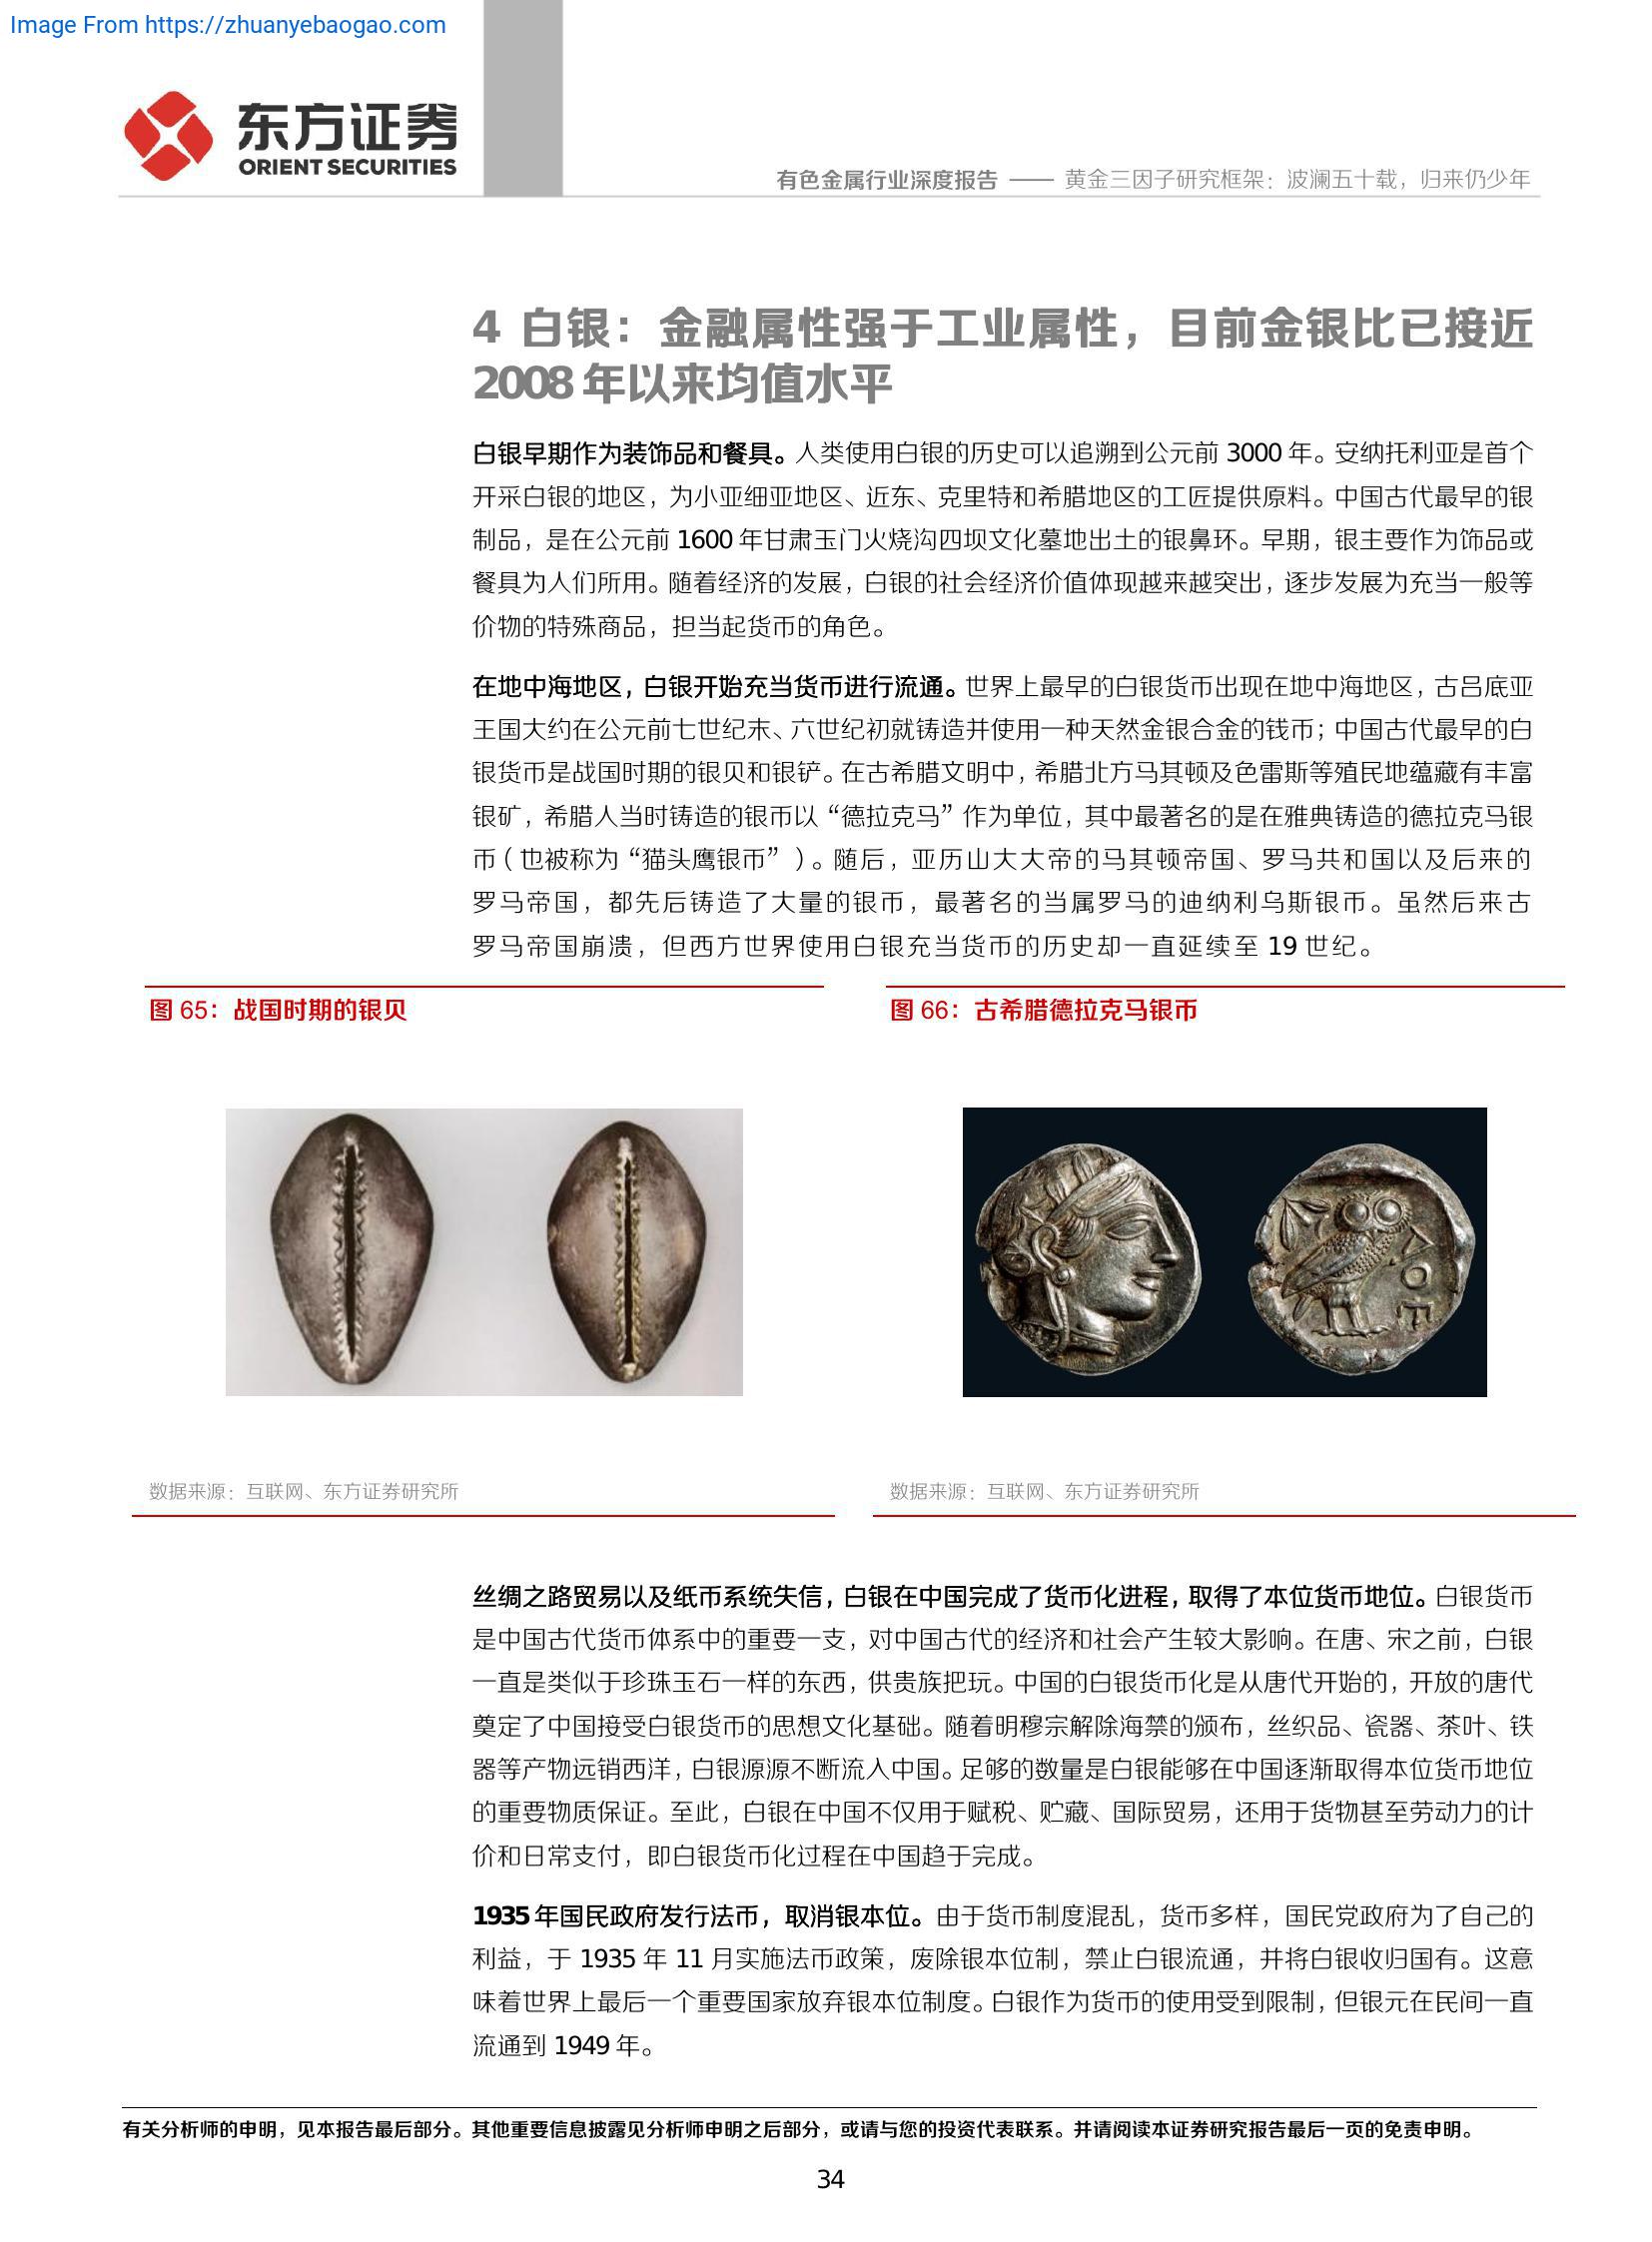 Image From https://zhuanyebaogao.com
东方证券
ORIENT SECURITIES
有色金属行业深度报告 —— 黄金三因子研究框架：波澜五十载，归来仍少年
4 白银：金融属性强于工业属性，目前金银比已接近
2008 年以来均值水平
白银早期作为装饰品和餐具。人类使用白银的历史可以追溯到公元前 3000 年。安纳托利亚是首个
开采白银的地区，为小亚细亚地区、近东、克里特和希腊地区的工匠提供原料。中国古代最早的银
制品，是在公元前 1600 年甘肃玉门火烧沟四坝文化墓地出土的银鼻环。早期，银主要作为饰品或
餐具为人们所用。随着经济的发展，白银的社会经济价值体现越来越突出，逐步发展为充当一般等
价物的特殊商品，担当起货币的角色。
在地中海地区，白银开始充当货币进行流通。世界上最早的白银货币出现在地中海地区，古吕底亚
王国大约在公元前七世纪末、六世纪初就铸造并使用一种天然金银合金的钱币；中国古代最早的白
银货币是战国时期的银贝和银铲。在古希腊文明中，希腊北方马其顿及色雷斯等殖民地蕴藏有丰富
银矿，希腊人当时铸造的银币以“德拉克马”作为单位，其中最著名的是在雅典铸造的德拉克马银
币（也被称为“猫头鹰银币”）。随后，亚历山大大帝的马其顿帝国、罗马共和国以及后来的
罗马帝国，都先后铸造了大量的银币，最著名的当属罗马的迪纳利乌斯银币。虽然后来古
罗马帝国崩溃，但西方世界使用白银充当货币的历史却一直延续至 19 世纪。
图 65：战国时期的银贝
图 66：古希腊德拉克马银币
ΑΘΕ
数据来源：互联网、东方证券研究所
数据来源：互联网、东方证券研究所
丝绸之路贸易以及纸币系统失信，白银在中国完成了货币化进程，取得了本位货币地位。白银货币
是中国古代货币体系中的重要一支，对中国古代的经济和社会产生较大影响。在唐、宋之前，白银
一直是类似于珍珠玉石一样的东西，供贵族把玩。中国的白银货币化是从唐代开始的，开放的唐代
奠定了中国接受白银货币的思想文化基础。随着明穆宗解除海禁的颁布，丝织品、瓷器、茶叶、铁
器等产物远销西洋，白银源源不断流入中国。足够的数量是白银能够在中国逐渐取得本位货币地位
的重要物质保证。至此，白银在中国不仅用于赋税、贮藏、国际贸易，还用于货物甚至劳动力的计
价和日常支付，即白银货币化过程在中国趋于完成。
1935 年国民政府发行法币，取消银本位。由于货币制度混乱，货币多样，国民党政府为了自己的
利益，于 1935 年 11 月实施法币政策，废除银本位制，禁止白银流通，并将白银收归国有。这意
味着世界上最后一个重要国家放弃银本位制度。白银作为货币的使用受到限制，但银元在民间一直
流通到 1949 年。
有关分析师的申明，见本报告最后部分。其他重要信息披露见分析师申明之后部分，或请与您的投资代表联系。并请阅读本证券研究报告最后一页的免责申明。
34